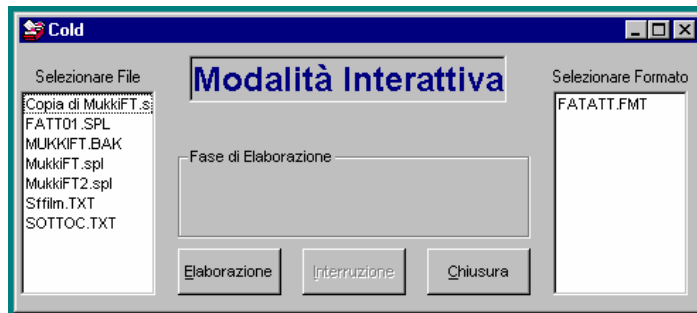 Cold
Selezionare File
Modalità Interattiva
Selezionare Formato
Copia di MukkiFT.s
FATT01.SPL
MUKKIFT.BAK
MukkiFT.spl
MukkiFT2.spl
Sffilm.TXT
SOTTOC.TXT
FATATT.FMT
Fase di Elaborazione
Elaborazione
Interruzione
Chiusura